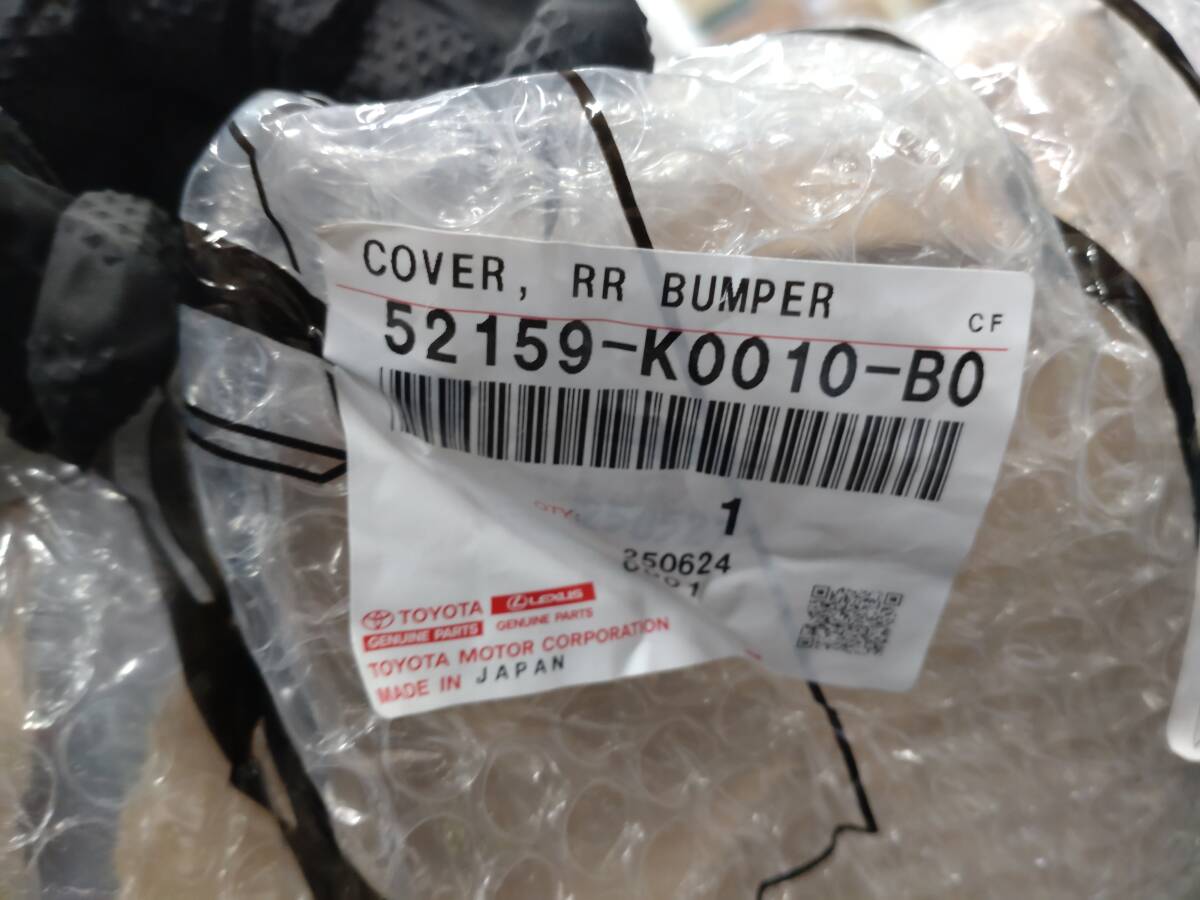 COVER, RR BUMPER
CF
52159-K0010-B0
QTY.
1
250624
TOYOTA LEXUS
GENUINE PARTS GENUINE PARTS
TOYOTA MOTOR CORPORATION
MADE IN JAPAN